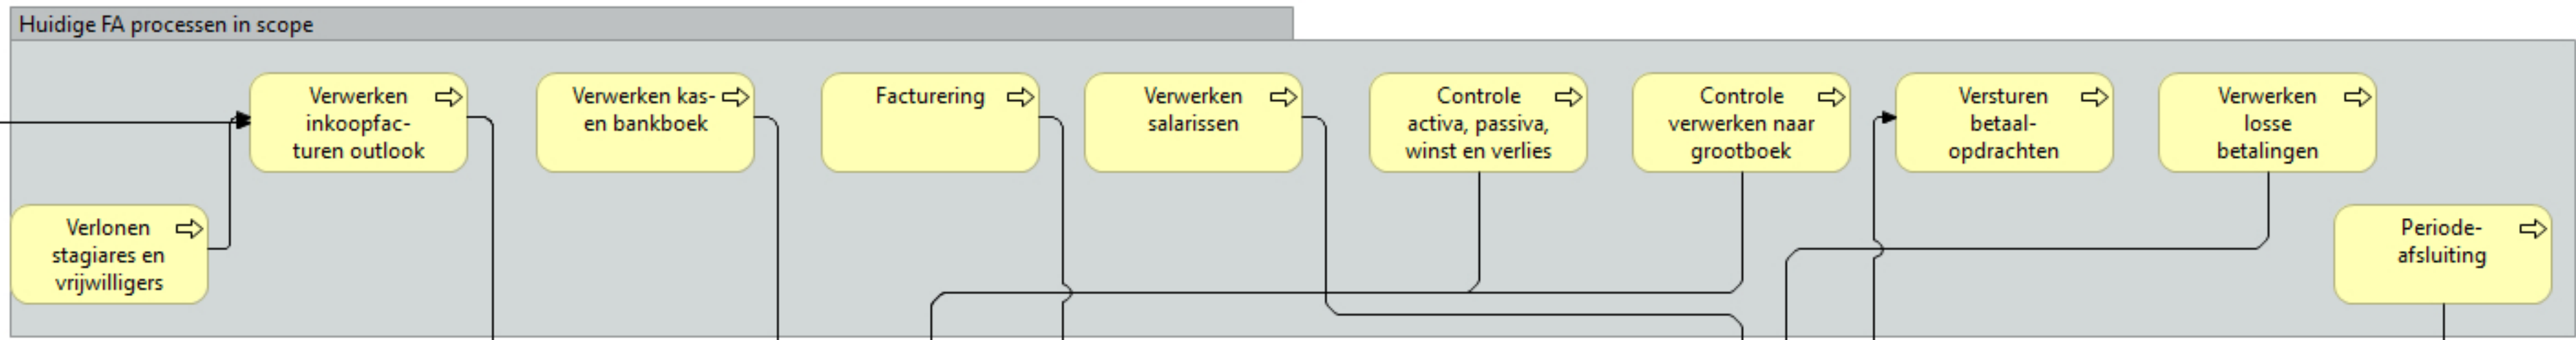 Huidige FA processen in scope
Verwerken
inkoopfac-
turen outlook
Verwerken kas-
en bankboek
Facturering
Verwerken
salarissen
Controle
activa, passiva,
winst en verlies
Controle
verwerken naar
grootboek
Versturen
betaal-
opdrachten
Verwerken
losse
betalingen
Verlonen
stagiares en
vrijwilligers
Periode-
afsluiting